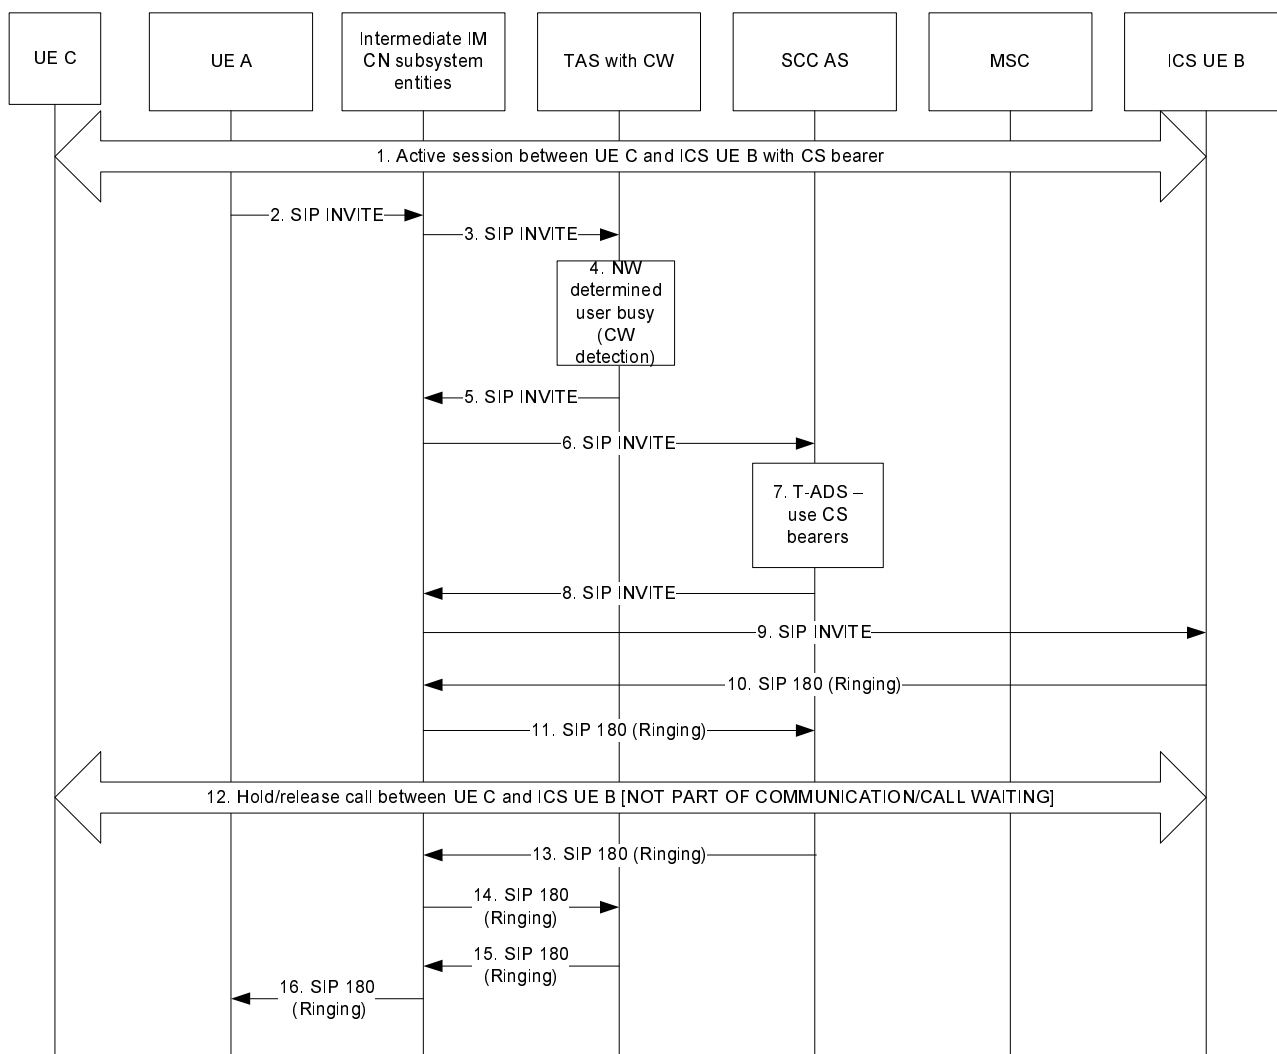 UE C
UE A
Intermediate IM
CN subsystem
entities
TAS with CW
SCC AS
MSC
ICS UE B
1. Active session between UE C and ICS UE B with CS bearer
2. SIP INVITE
3. SIP INVITE
4. NW
determined
user busy
(CW
detection)
5. SIP INVITE
6. SIP INVITE
7. T-ADS –
use CS
bearers
8. SIP INVITE
9. SIP INVITE
10. SIP 180 (Ringing)
11. SIP 180 (Ringing)
12. Hold/release call between UE C and ICS UE B [NOT PART OF COMMUNICATION/CALL WAITING]
13. SIP 180 (Ringing)
14. SIP 180
(Ringing)
15. SIP 180
(Ringing)
16. SIP 180
(Ringing)